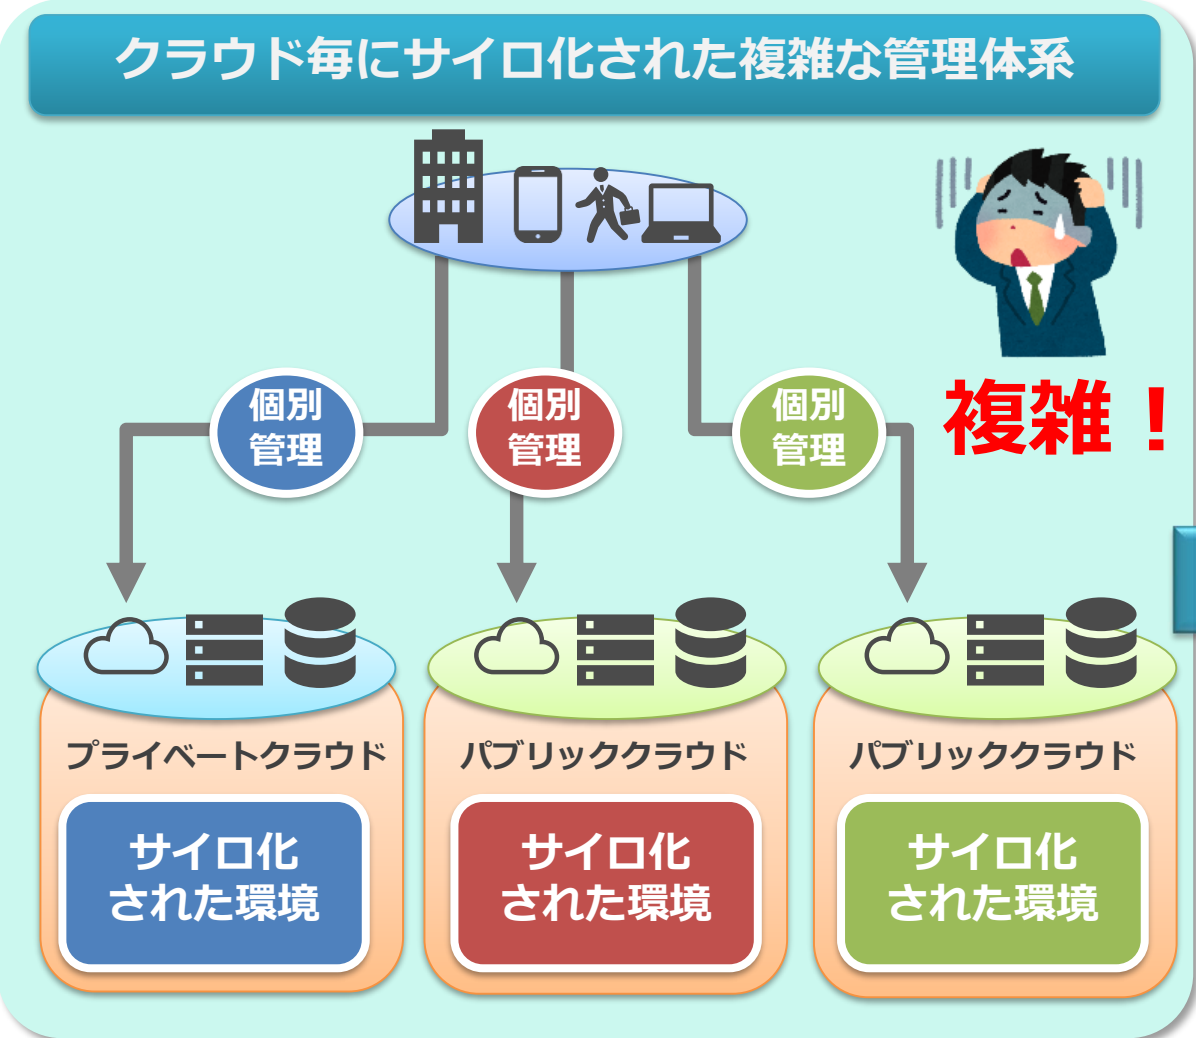 クラウド毎にサイロ化された複雑な管理体系
個別
管理
個別
管理
個別
管理
複雑！
プライベートクラウド
パブリッククラウド
パブリッククラウド
サイロ化
された環境
サイロ化
された環境
サイロ化
された環境